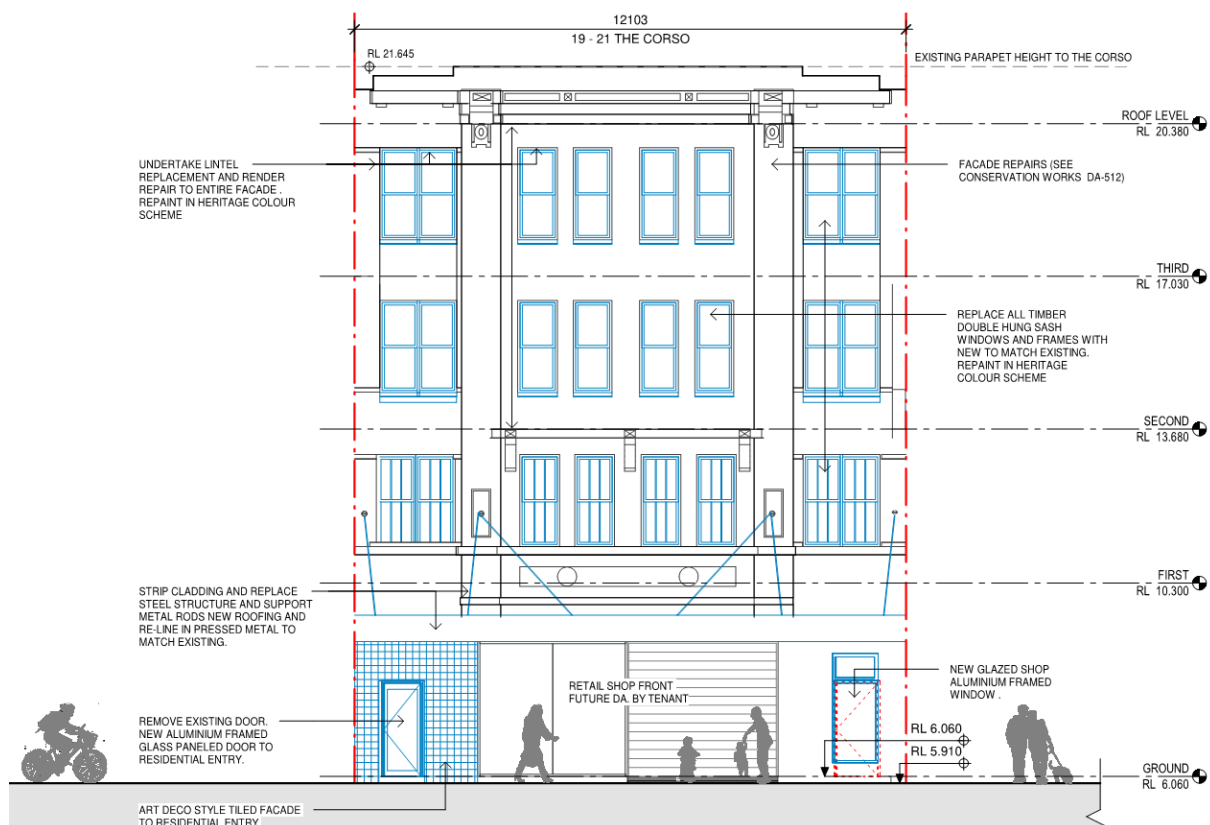 12103
19 - 21 THE CORSO
RL 21.645
EXISTING PARAPET HEIGHT TO THE CORSO
ROOF LEVEL
RL 20.380
UNDERTAKE LINTEL
REPLACEMENT AND RENDER
REPAIR TO ENTIRE FACADE .
REPAINT IN HERITAGE COLOUR
SCHEME
FACADE REPAIRS (SEE
CONSERVATION WORKS DA-512)
THIRD
RL 17.030
REPLACE ALL TIMBER
DOUBLE HUNG SASH
WINDOWS AND FRAMES WITH
NEW TO MATCH EXISTING.
REPAINT IN HERITAGE
COLOUR SCHEME
SECOND
RL 13.680
FIRST
RL 10.300
STRIP CLADDING AND REPLACE
STEEL STRUCTURE AND SUPPORT
METAL RODS NEW ROOFING AND
RE-LINE IN PRESSED METAL TO
MATCH EXISTING.
RETAIL SHOP FRONT
FUTURE DA. BY TENANT
NEW GLAZED SHOP
ALUMINIUM FRAMED
WINDOW .
REMOVE EXISTING DOOR.
NEW ALUMINIUM FRAMED
GLASS PANELED DOOR TO
RESIDENTIAL ENTRY.
RL 6.060
RL 5.910
GROUND
RL 6.060
ART DECO STYLE TILED FACADE
TO RESIDENTIAL ENTRY